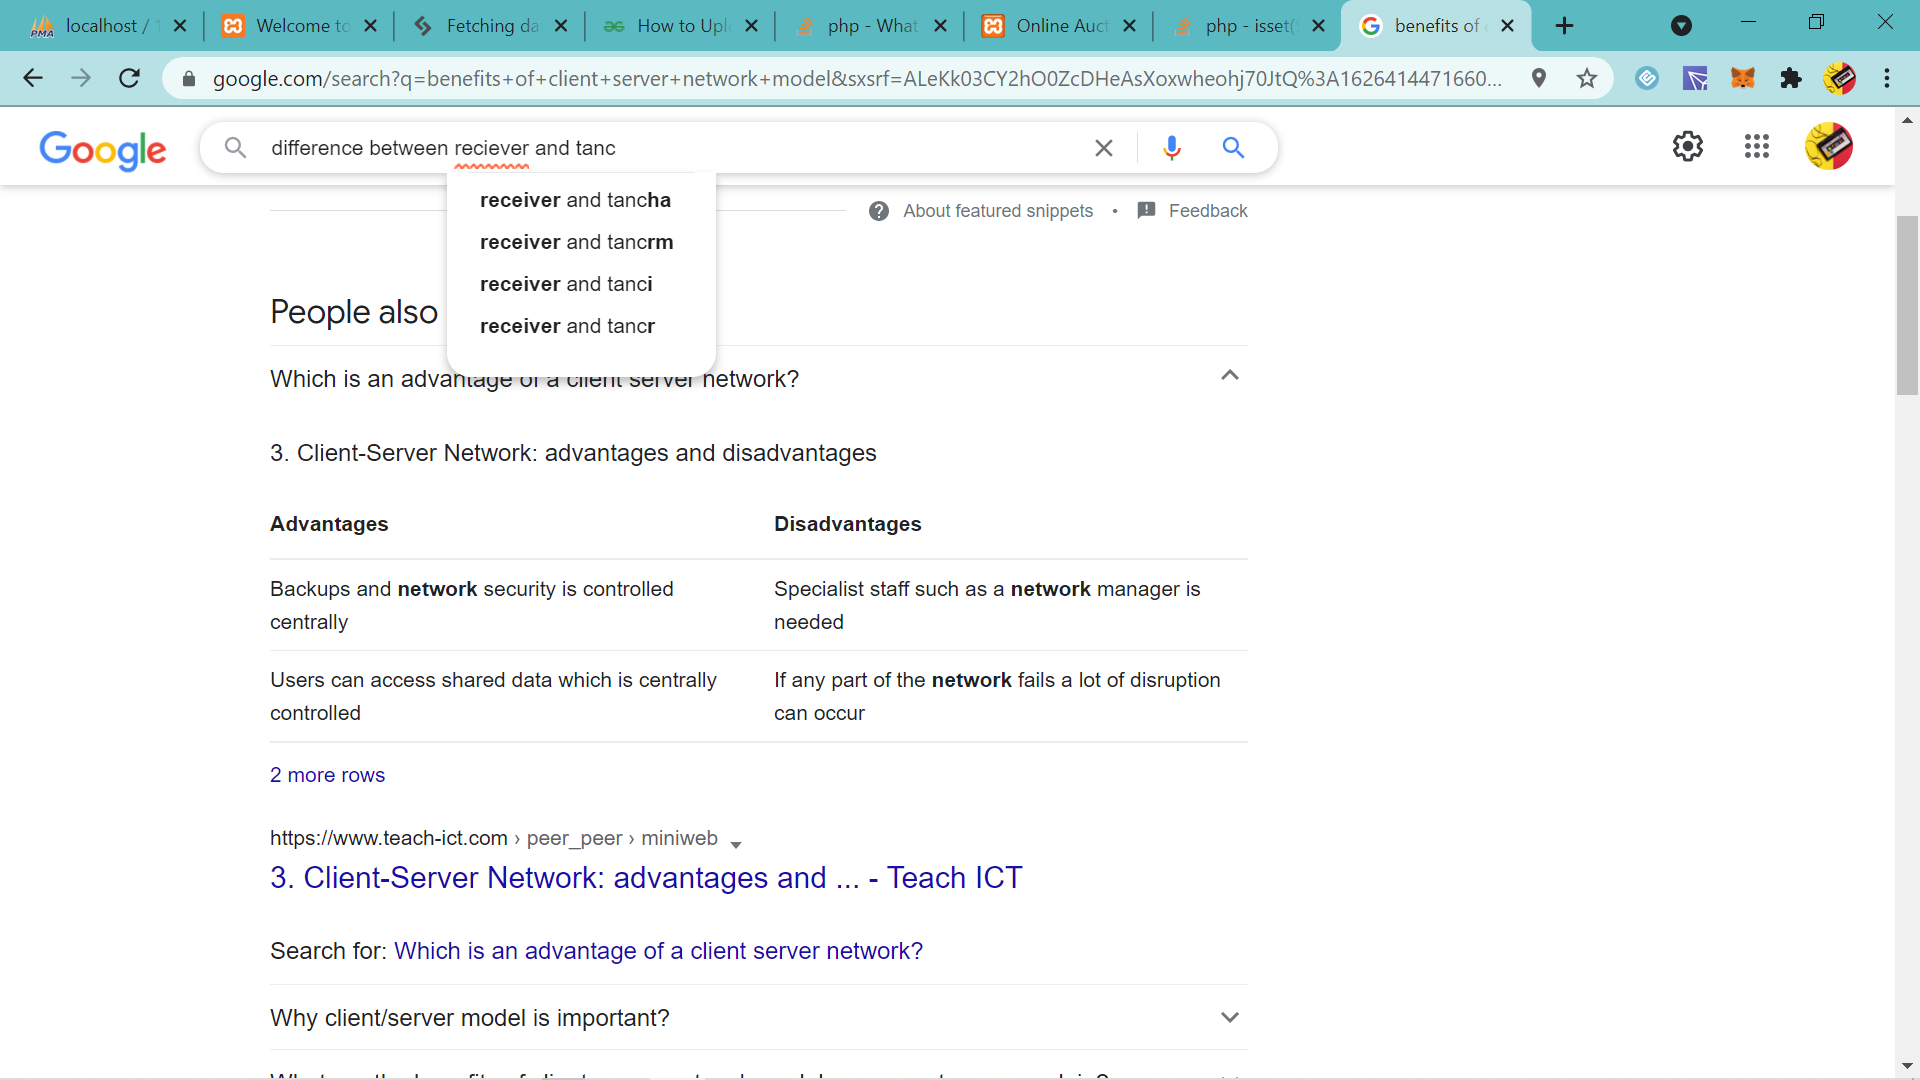 localhost / 1
Welcome to
Fetching da
How to Uplo
php - What
Online Auct
php - isset($
benefits of c
google.com/search?q=benefits+of+client+server+network+model&sxsrf=ALeKk03CY2hO0ZcDHeAsXoxwheohj70JtQ%3A1626414471660...
Google
difference between reciever and tanc
receiver and tancha
receiver and tancrm
receiver and tanci
receiver and tancr
About featured snippets • Feedback
People also
Which is an advantage of a client server network?
3. Client-Server Network: advantages and disadvantages
Advantages Disadvantages
Backups and network security is controlled
centrally
Specialist staff such as a network manager is
needed
Users can access shared data which is centrally
controlled
If any part of the network fails a lot of disruption
can occur
2 more rows
https://www.teach-ict.com › peer_peer › miniweb
3. Client-Server Network: advantages and ... - Teach ICT
Search for: Which is an advantage of a client server network?
Why client/server model is important?